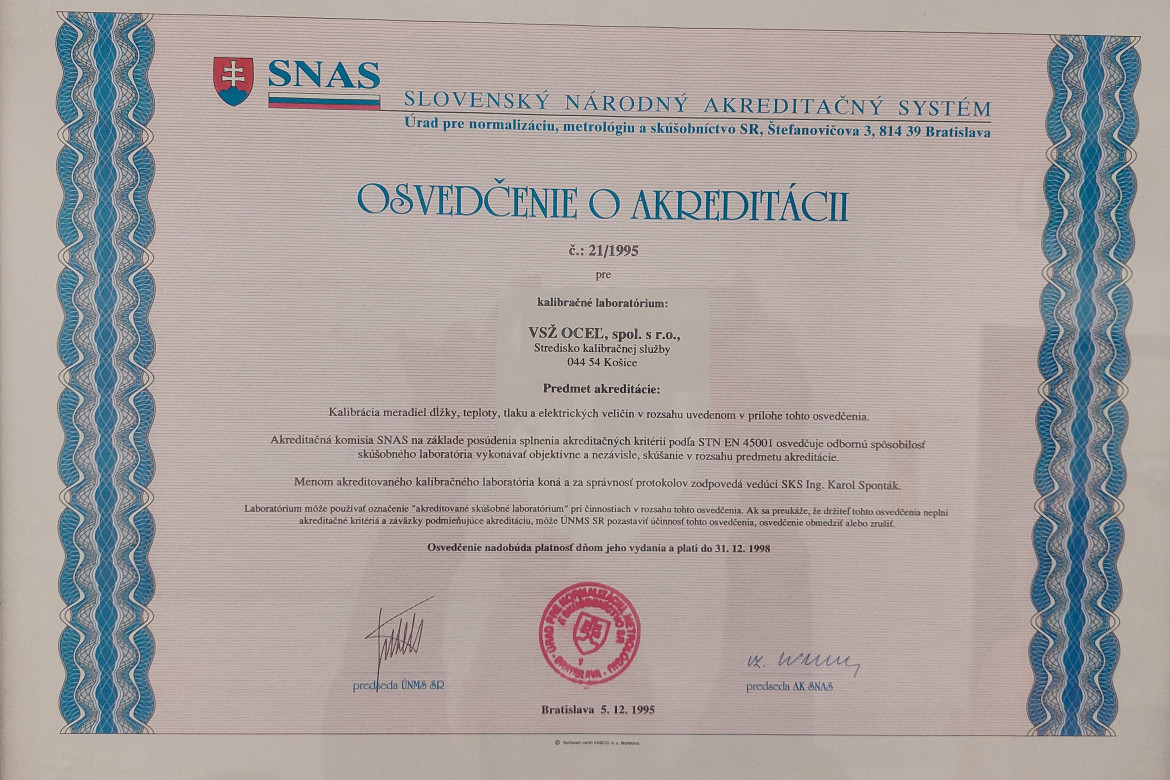 SNAS
SLOVENSKÝ NÁRODNÝ AKREDITAČNÝ SYSTÉM
Úrad pre normalizáciu, metrológiu a skúšobníctvo SR, Štefanovičova 3, 814 39 Bratislava
OSVEDČENIE O AKREDITÁCII
č.: 21/1995
pre
kalibračné laboratórium:
VSŽ OCEĽ, spol. s r.o.,
Stredisko kalibračnej služby
044 54 Košice
Predmet akreditácie:
Kalibrácia meradiel dĺžky, teploty, tlaku a elektrických veličín v rozsahu uvedenom v prílohe tohto osvedčenia.
Akreditačná komisia SNAS na základe posúdenia splnenia akreditačných kritérií podľa STN EN 45001 osvedčuje odbornú spôsobilosť
skúšobného laboratória vykonávať objektívne a nezávisle, skúšanie v rozsahu predmetu akreditácie.
Menom akreditovaného kalibračného laboratória koná a za správnosť protokolov zodpovedá vedúci SKS Ing. Karol Sponták.
Laboratórium môže používať označenie "akreditované skúšobné laboratórium" pri činnostiach v rozsahu tohto osvedčenia. Ak sa preukáže, že držiteľ tohto osvedčenia neplní
akreditačné kritériá a záväzky podmieňujúce akreditáciu, môže ÚNMS SR pozastaviť účinnosť tohto osvedčenia, osvedčenie obmedziť alebo zrušiť.
Osvedčenie nadobúda platnosť dňom jeho vydania a platí do 31. 12. 1998
ÚRAD PRE NORMALIZÁCIU, METROLÓGIU
A SKÚŠOBNÍCTVO SR
BRATISLAVA
predseda ÚNMS SR
predseda AK SNAS
Bratislava 5. 12. 1995